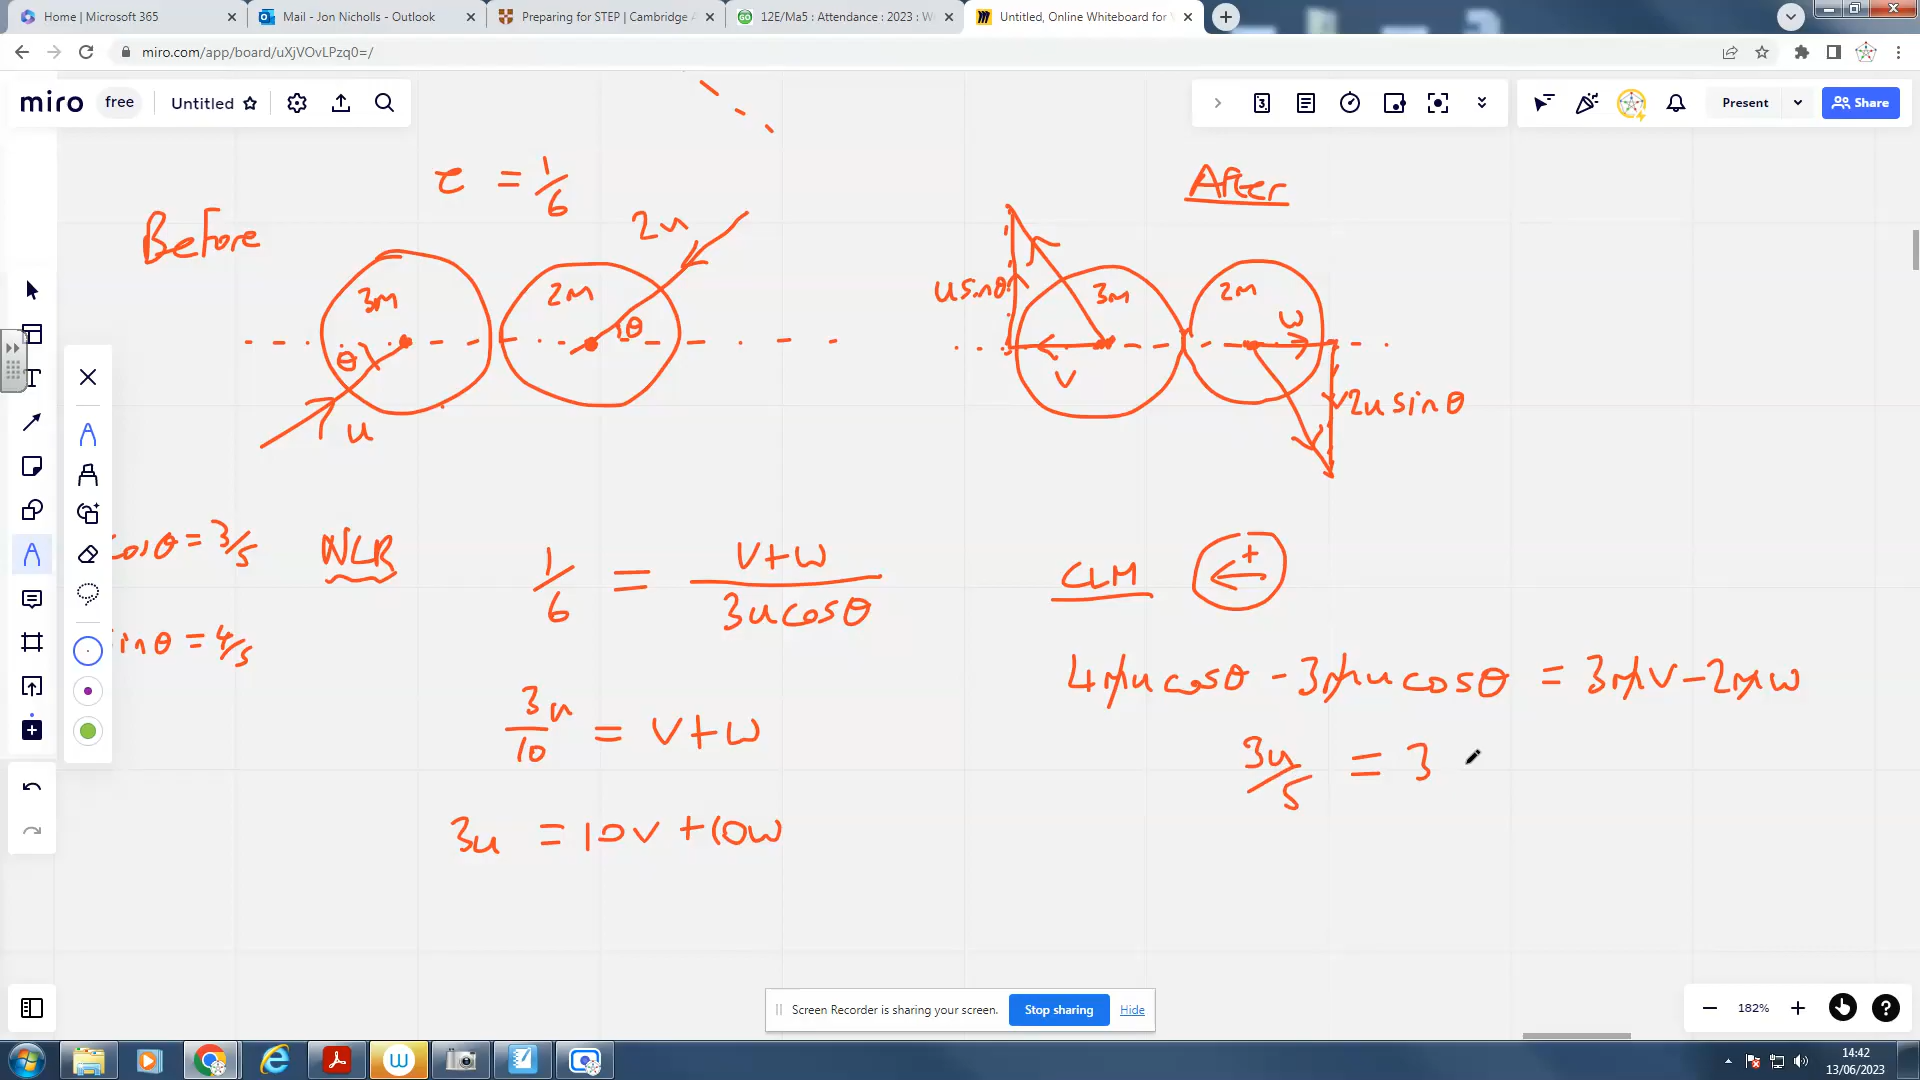 Home | Microsoft 365
Mail - Jon Nicholls - Outlook
Preparing for STEP | Cambridge
12E/Ma5 : Attendance : 2023 : W
Untitled, Online Whiteboard for
miro.com/app/board/uXjVOvLPzq0=/
miro
free
Untitled
Present
Share
e = 1/6
After
Before
2u
3m
2m
θ
θ
u
usinθ
3m
2m
v
w
2usinθ
cosθ = 3/5
NLR
1/6 = v+w / 3ucosθ
CLM
+
←
sinθ = 4/5
4mucosθ - 3mucosθ = 3mv - 2mw
3u/10 = v+w
3u/5 = 3
3u = 10v + 10w
Screen Recorder is sharing your screen.
Stop sharing
Hide
182%
14:42
13/06/2023